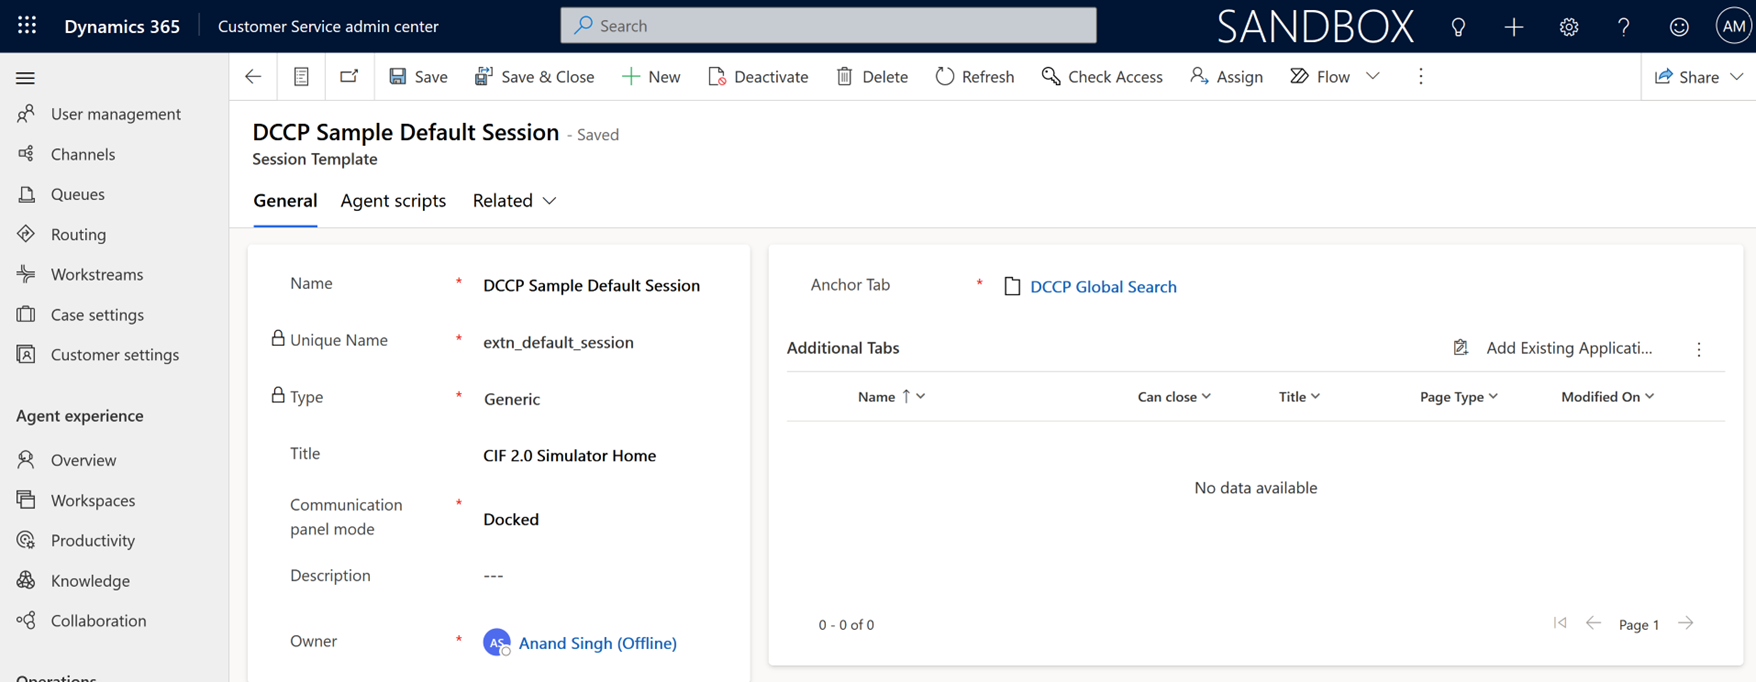 Dynamics 365 Customer Service admin center Search SANDBOX AM
Save Save & Close New Deactivate Delete Refresh Check Access Assign Flow Share
User management
Channels
Queues
Routing
Workstreams
Case settings
Customer settings
Agent experience
Overview
Workspaces
Productivity
Knowledge
Collaboration
Operations
DCCP Sample Default Session - Saved
Session Template
General Agent scripts Related
Name * DCCP Sample Default Session
Unique Name * extn_default_session
Type * Generic
Title CIF 2.0 Simulator Home
Communication
panel mode * Docked
Description ---
Owner * AS Anand Singh (Offline)
Anchor Tab * DCCP Global Search
Additional Tabs Add Existing Applicati...
Name Can close Title Page Type Modified On
No data available
0 - 0 of 0 Page 1